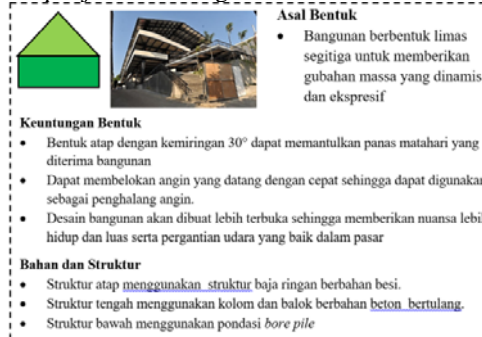 Asal Bentuk
• Bangunan berbentuk limas
segitiga untuk memberikan
gubahan massa yang dinamis
dan ekspresif
Keuntungan Bentuk
• Bentuk atap dengan kemiringan 30° dapat memantulkan panas matahari yang
diterima bangunan
• Dapat membelokan angin yang datang dengan cepat sehingga dapat digunakan
sebagai penghalang angin.
• Desain bangunan akan dibuat lebih terbuka sehingga memberikan nuansa lebi
hidup dan luas serta pergantian udara yang baik dalam pasar
Bahan dan Struktur
• Struktur atap menggunakan struktur baja ringan berbahan besi.
• Struktur tengah menggunakan kolom dan balok berbahan beton bertulang.
• Struktur bawah menggunakan pondasi bore pile